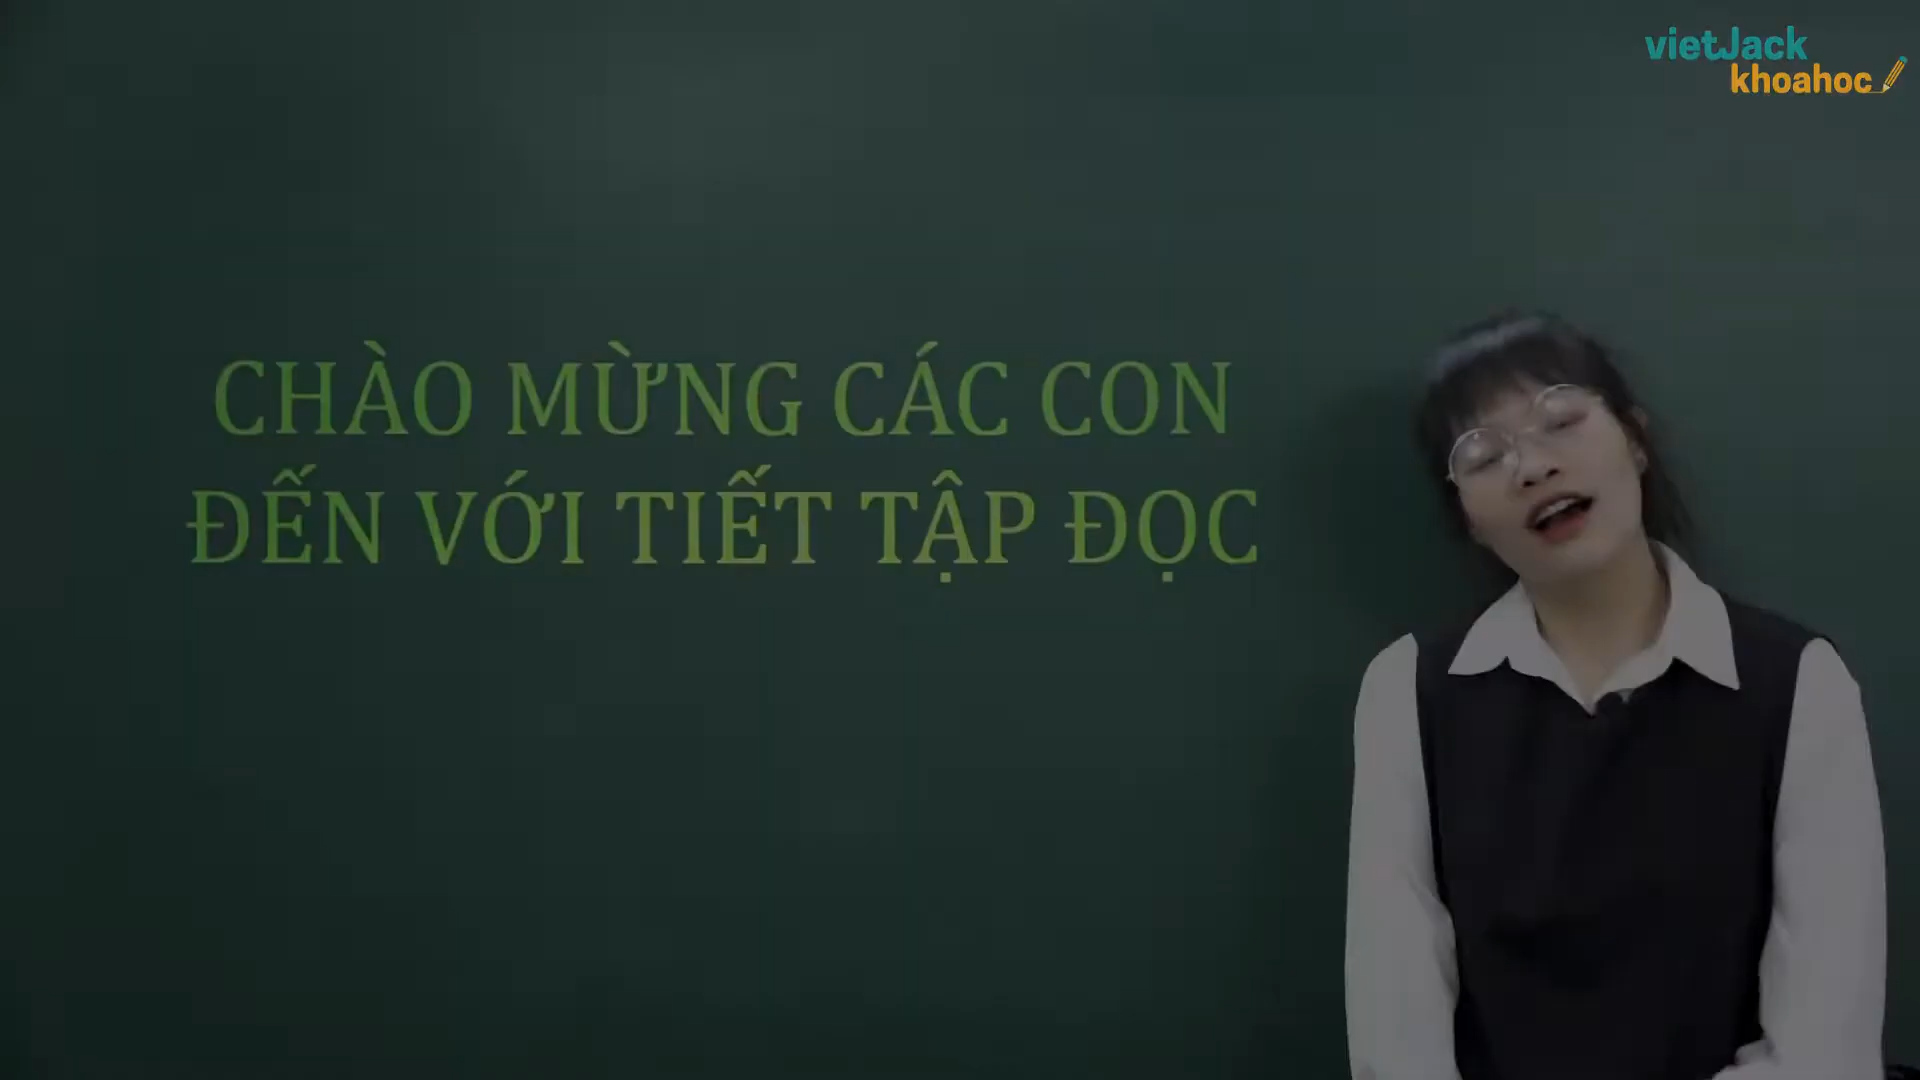 vietJack
khoahoc
CHÀO MỪNG CÁC CON
ĐẾN VỚI TIẾT TẬP ĐỌC